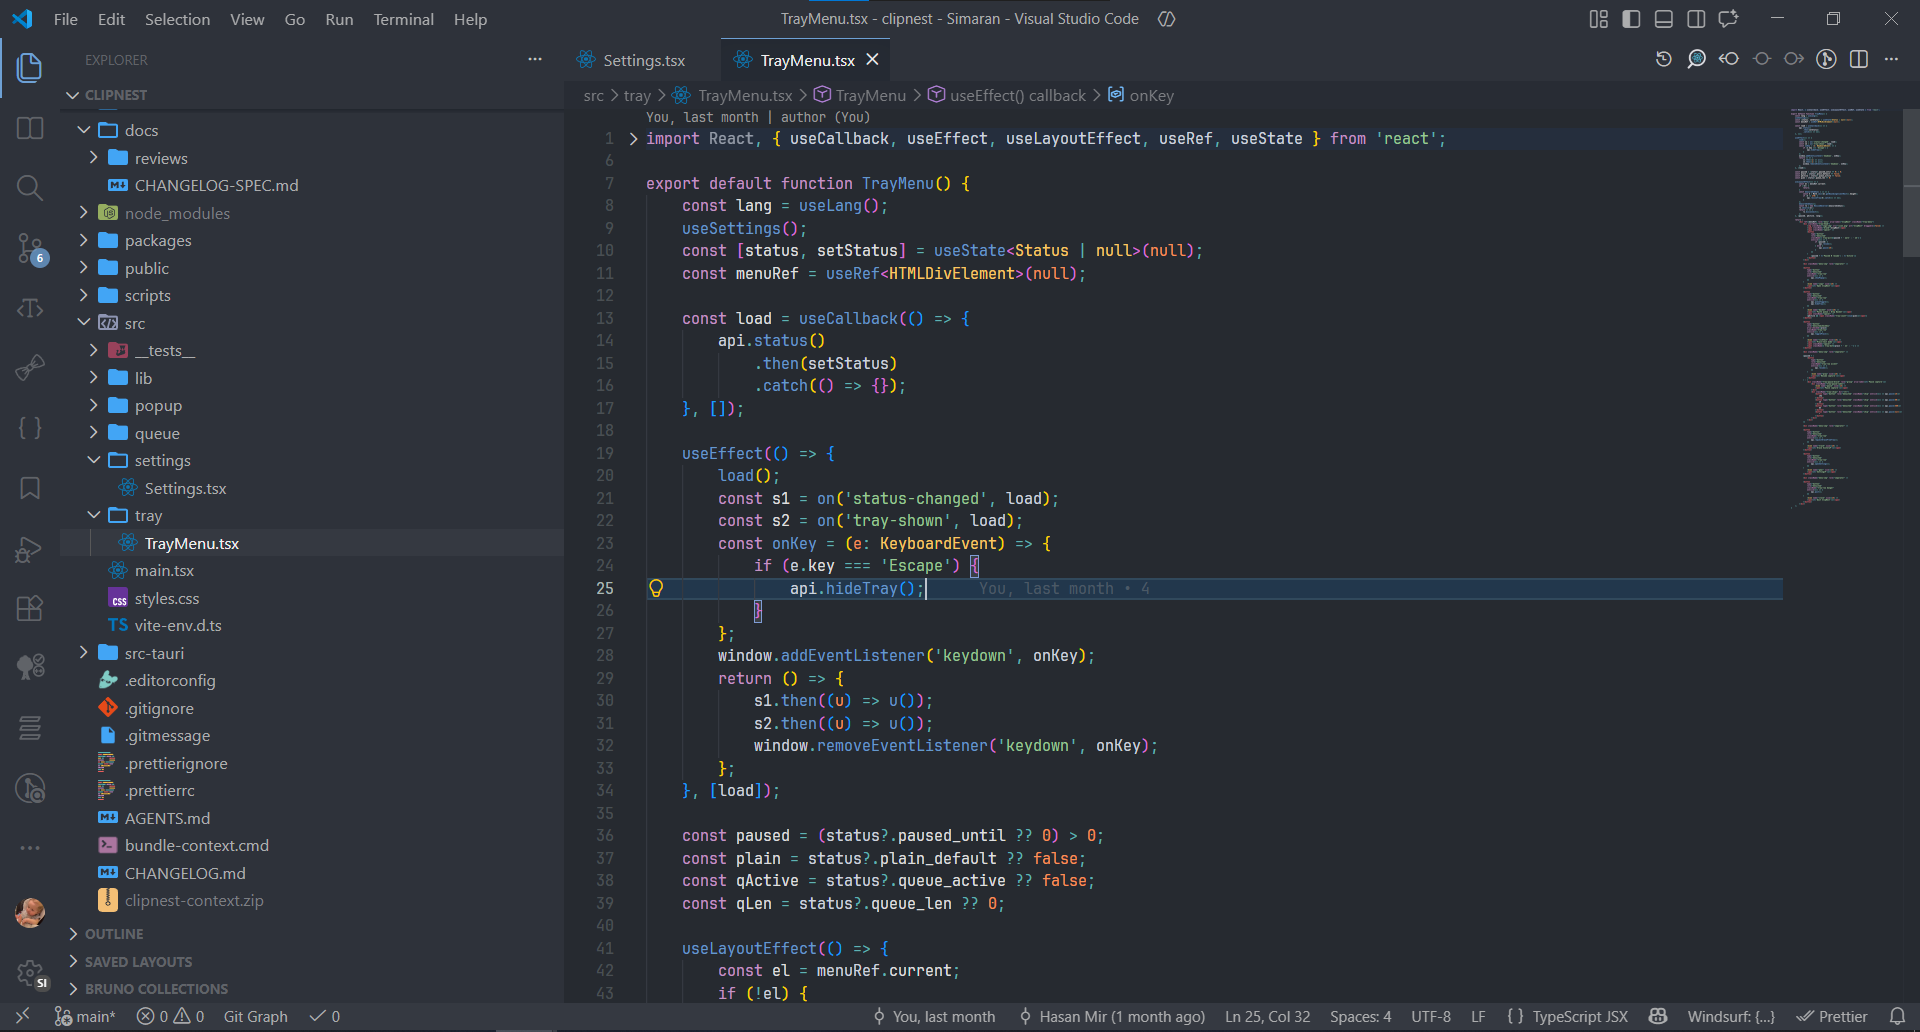 File Edit Selection View Go Run Terminal Help
TrayMenu.tsx - clipnest - Simaran - Visual Studio Code
EXPLORER
CLIPNEST
docs
reviews
CHANGELOG-SPEC.md
node_modules
packages
public
scripts
src
__tests__
lib
popup
queue
settings
Settings.tsx
tray
TrayMenu.tsx
main.tsx
styles.css
TS vite-env.d.ts
src-tauri
.editorconfig
.gitignore
.gitmessage
.prettierignore
.prettierrc
AGENTS.md
bundle-context.cmd
CHANGELOG.md
clipnest-context.zip
OUTLINE
SAVED LAYOUTS
BRUNO COLLECTIONS
6
SI
Settings.tsx TrayMenu.tsx
src > tray > TrayMenu.tsx > TrayMenu > useEffect() callback > onKey
You, last month | author (You)
1 import React, { useCallback, useEffect, useLayoutEffect, useRef, useState } from 'react';
6
7 export default function TrayMenu() {
8 const lang = useLang();
9 useSettings();
10 const [status, setStatus] = useState<Status | null>(null);
11 const menuRef = useRef<HTMLDivElement>(null);
12
13 const load = useCallback(() => {
14 api.status()
15 .then(setStatus)
16 .catch(() => {});
17 }, []);
18
19 useEffect(() => {
20 load();
21 const s1 = on('status-changed', load);
22 const s2 = on('tray-shown', load);
23 const onKey = (e: KeyboardEvent) => {
24 if (e.key === 'Escape') {
25 api.hideTray(); You, last month • 4
26 }
27 };
28 window.addEventListener('keydown', onKey);
29 return () => {
30 s1.then((u) => u());
31 s2.then((u) => u());
32 window.removeEventListener('keydown', onKey);
33 };
34 }, [load]);
35
36 const paused = (status?.paused_until ?? 0) > 0;
37 const plain = status?.plain_default ?? false;
38 const qActive = status?.queue_active ?? false;
39 const qLen = status?.queue_len ?? 0;
40
41 useLayoutEffect(() => {
42 const el = menuRef.current;
43 if (!el) {
main* 0 0 Git Graph 0 You, last month Hasan Mir (1 month ago) Ln 25, Col 32 Spaces: 4 UTF-8 LF { } TypeScript JSX Windsurf: {...} Prettier